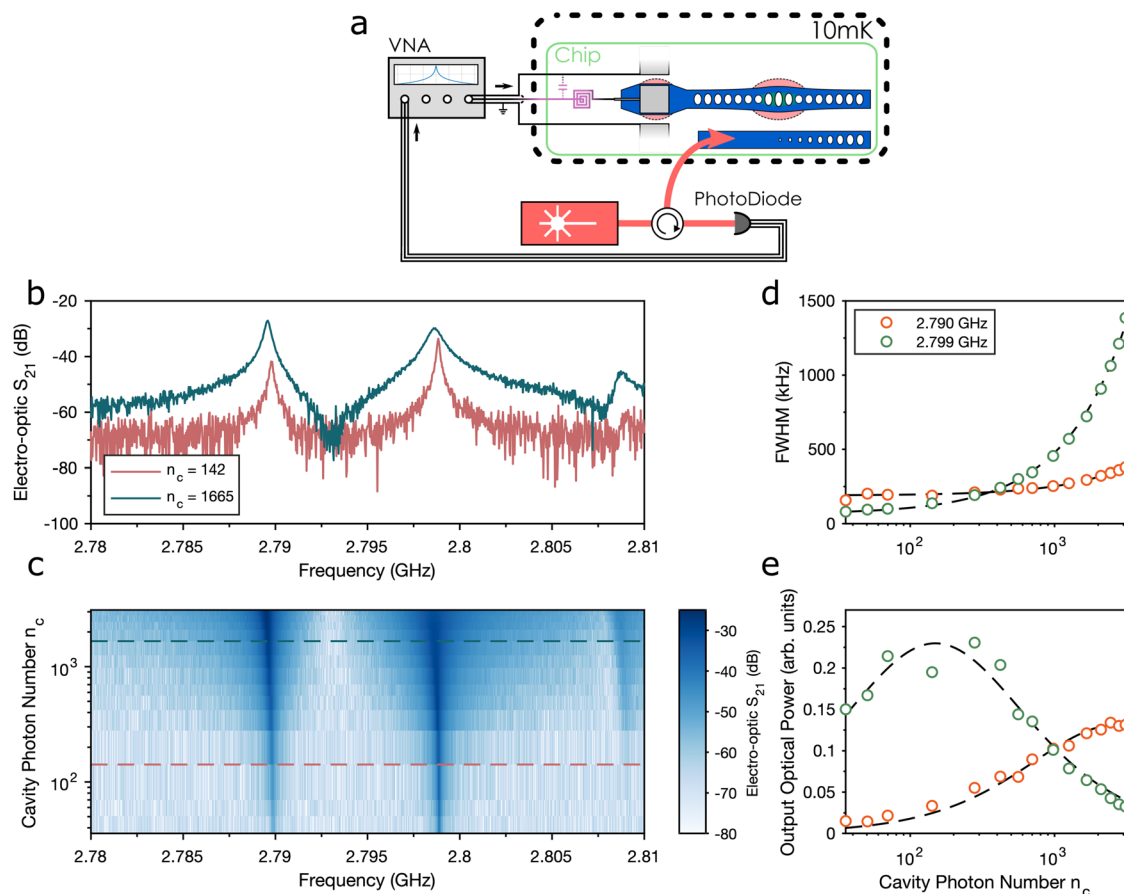 a
VNA
10mK
Chip
PhotoDiode
b
-20
-40
-60
-80
-100
Electro-optic S21 (dB)
n_c = 142
n_c = 1665
2.78 2.785 2.79 2.795 2.8 2.805 2.81
Frequency (GHz)
c
Cavity Photon Number n_c
10^3
10^2
2.78 2.785 2.79 2.795 2.8 2.805 2.81
Frequency (GHz)
Electro-optic S21 (dB)
-30
-40
-50
-60
-70
-80
d
1500
1000
500
0
FWHM (kHz)
2.790 GHz
2.799 GHz
10^2 10^3
e
0.25
0.2
0.15
0.1
0.05
0
Output Optical Power (arb. units)
10^2 10^3
Cavity Photon Number n_c